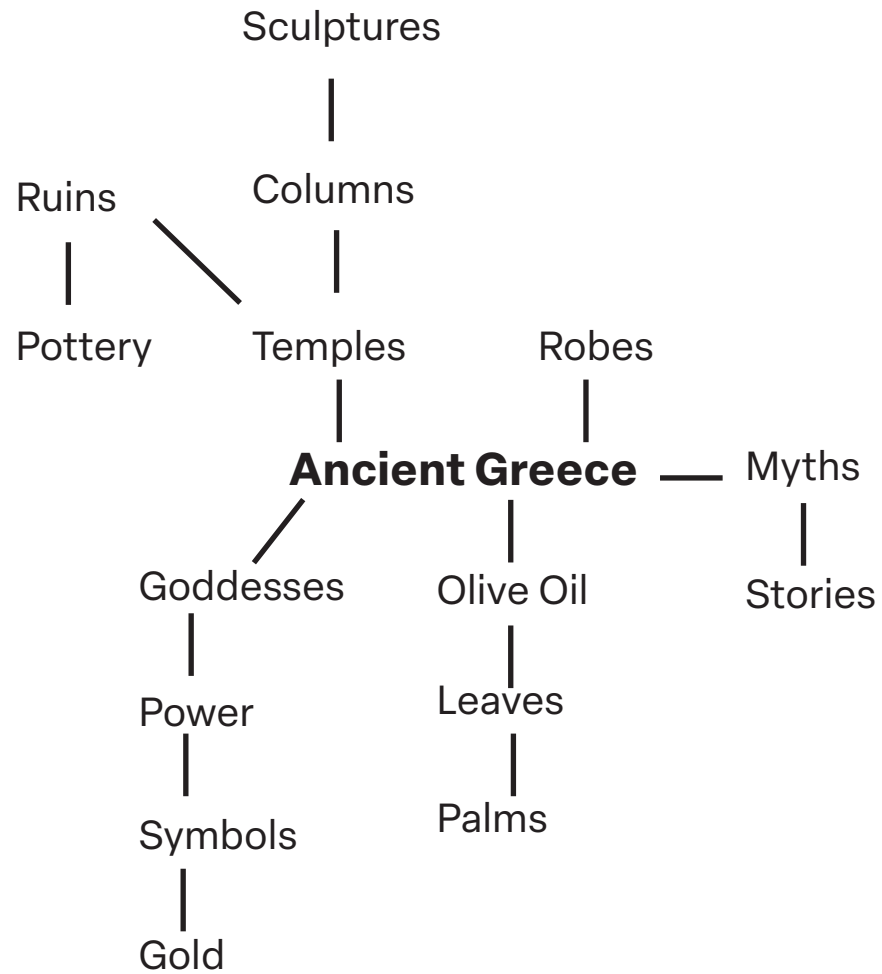 Sculptures
Ruins
Columns
Pottery
Temples
Robes
Ancient Greece
Myths
Goddesses
Olive Oil
Stories
Power
Leaves
Symbols
Palms
Gold